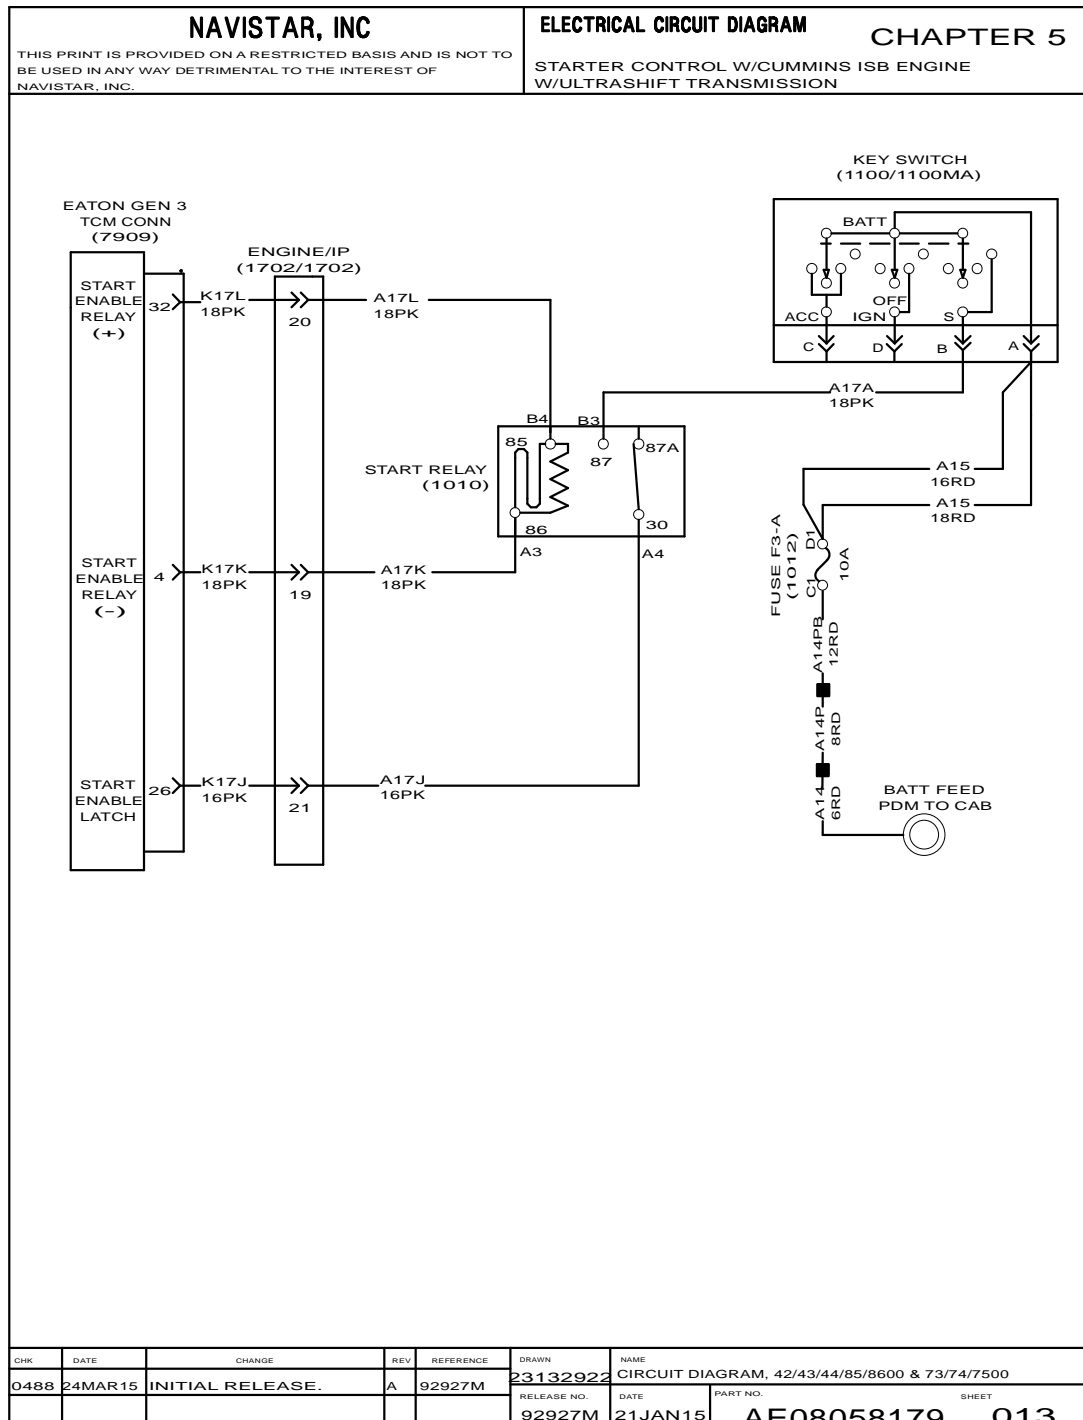 NAVISTAR, INC
THIS PRINT IS PROVIDED ON A RESTRICTED BASIS AND IS NOT TO
BE USED IN ANY WAY DETRIMENTAL TO THE INTEREST OF
NAVISTAR, INC.
ELECTRICAL CIRCUIT DIAGRAM
CHAPTER 5
STARTER CONTROL W/CUMMINS ISB ENGINE
W/ULTRASHIFT TRANSMISSION
KEY SWITCH
(1100/1100MA)
BATT
OFF
ACC
IGN
S
C
D
B
A
EATON GEN 3
TCM CONN
(7909)
ENGINE/IP
(1702/1702)
START
ENABLE
RELAY
(+)
32
K17L
18PK
20
A17L
18PK
A17A
18PK
B4
B3
85
87
87A
START RELAY
(1010)
86
30
A3
A4
A15
16RD
A15
18RD
D1
FUSE F3-A
(1012)
10A
C1
START
ENABLE
RELAY
(-)
4
K17K
18PK
19
A17K
18PK
A14PB
12RD
A14P
8RD
A14
6RD
START
ENABLE
LATCH
26
K17J
16PK
21
A17J
16PK
BATT FEED
PDM TO CAB
CHK DATE CHANGE REV REFERENCE DRAWN NAME
0488 24MAR15 INITIAL RELEASE. A 92927M 23132922 CIRCUIT DIAGRAM, 42/43/44/85/8600 & 73/74/7500
RELEASE NO. DATE PART NO. SHEET
92927M 21JAN15 AE08058179 013